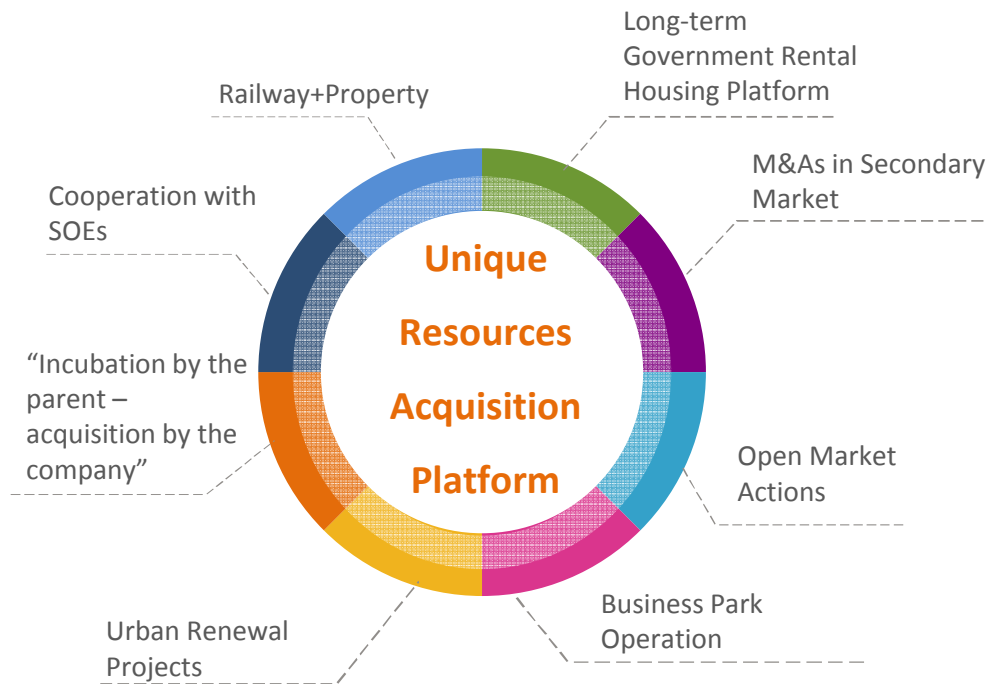 Long-term
Government Rental
Housing Platform
Railway+Property
M&As in Secondary
Market
Cooperation with
SOEs
Unique
Resources
Acquisition
Platform
“Incubation by the
parent –
acquisition by the
company”
Open Market
Actions
Business Park
Operation
Urban Renewal
Projects